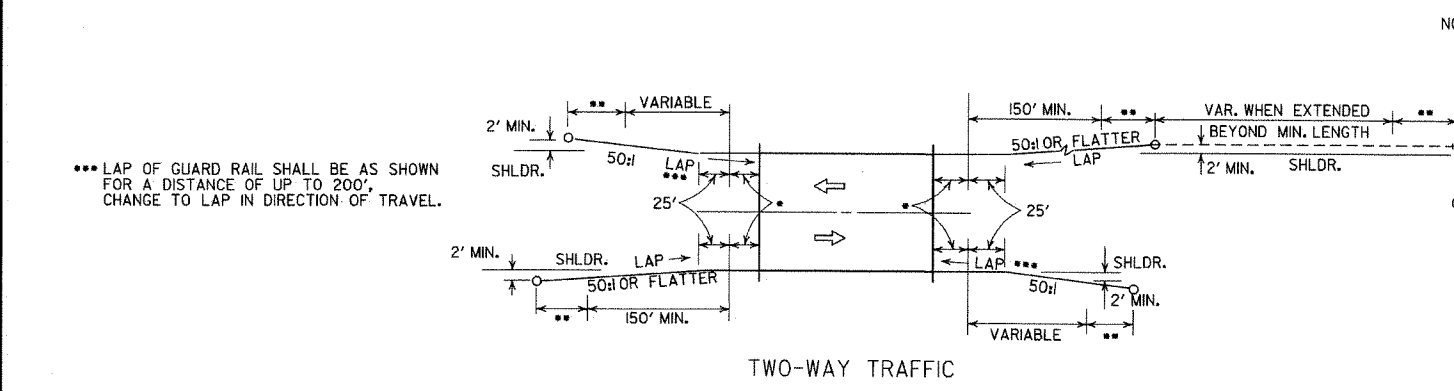 NO
** VARIABLE
150' MIN. ** VAR. WHEN EXTENDED **
2' MIN. 50:1 OR FLATTER BEYOND MIN. LENGTH
SHLDR. 50:1 LAP *** LAP 2' MIN. SHLDR.
*** LAP OF GUARD RAIL SHALL BE AS SHOWN
FOR A DISTANCE OF UP TO 200',
CHANGE TO LAP IN DIRECTION OF TRAVEL.
25' * * 25'
2' MIN. SHLDR. LAP LAP *** SHLDR.
50:1 OR FLATTER 50:1 2' MIN.
** 150' MIN. VARIABLE **
TWO-WAY TRAFFIC